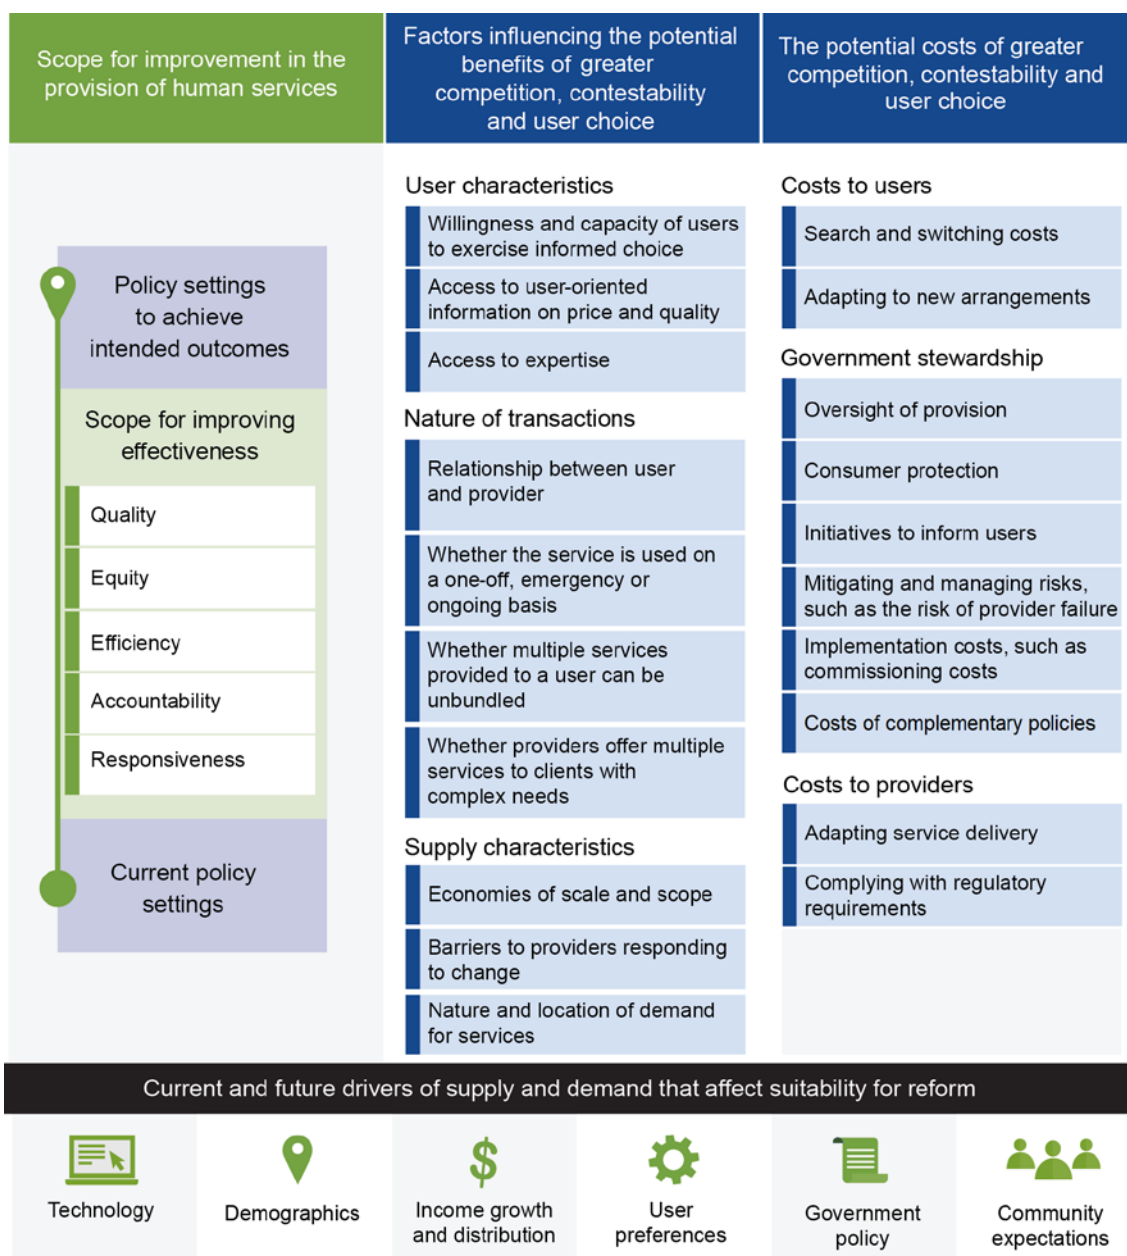 Scope for improvement in the
provision of human services
Factors influencing the potential
benefits of greater
competition, contestability
and user choice
The potential costs of greater
competition, contestability and
user choice
Policy settings
to achieve
intended outcomes
Scope for improving
effectiveness
Quality
Equity
Efficiency
Accountability
Responsiveness
Current policy
settings
User characteristics
Willingness and capacity of users
to exercise informed choice
Access to user-oriented
information on price and quality
Access to expertise
Nature of transactions
Relationship between user
and provider
Whether the service is used on
a one-off, emergency or
ongoing basis
Whether multiple services
provided to a user can be
unbundled
Whether providers offer multiple
services to clients with
complex needs
Supply characteristics
Economies of scale and scope
Barriers to providers responding
to change
Nature and location of demand
for services
Costs to users
Search and switching costs
Adapting to new arrangements
Government stewardship
Oversight of provision
Consumer protection
Initiatives to inform users
Mitigating and managing risks,
such as the risk of provider failure
Implementation costs, such as
commissioning costs
Costs of complementary policies
Costs to providers
Adapting service delivery
Complying with regulatory
requirements
Current and future drivers of supply and demand that affect suitability for reform
$
Technology
Demographics
Income growth
and distribution
User
preferences
Government
policy
Community
expectations